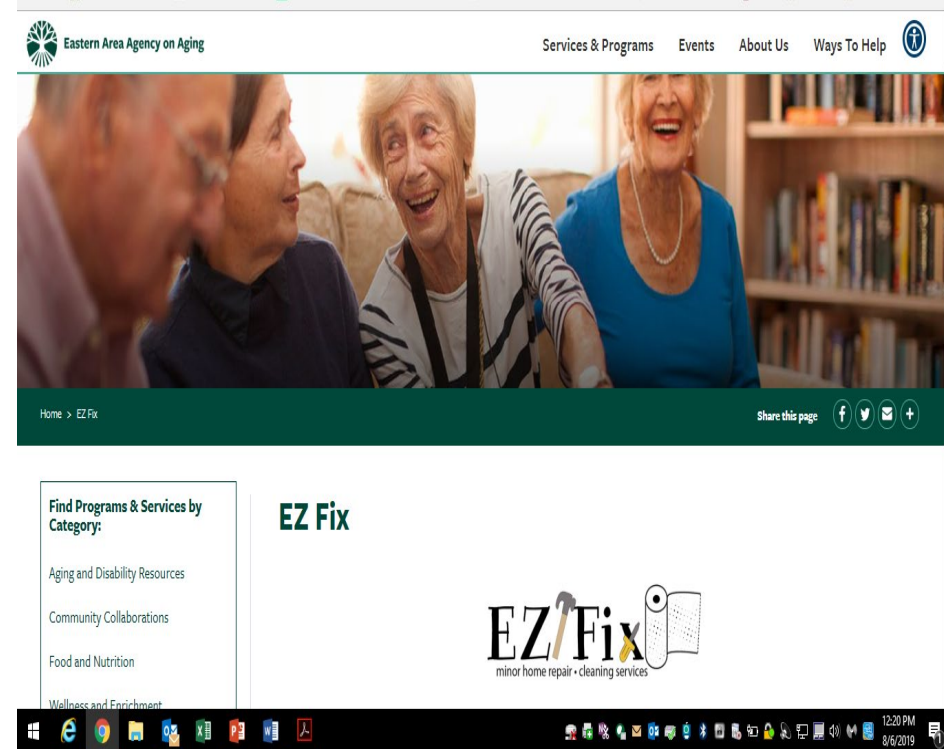 Eastern Area Agency on Aging
Services & Programs Events About Us Ways To Help
Home > EZ Fix
Share this page
Find Programs & Services by
Category:
Aging and Disability Resources
Community Collaborations
Food and Nutrition
Wellness and Enrichment
EZ Fix
EZ Fix
minor home repair • cleaning services
12:20 PM
8/6/2019